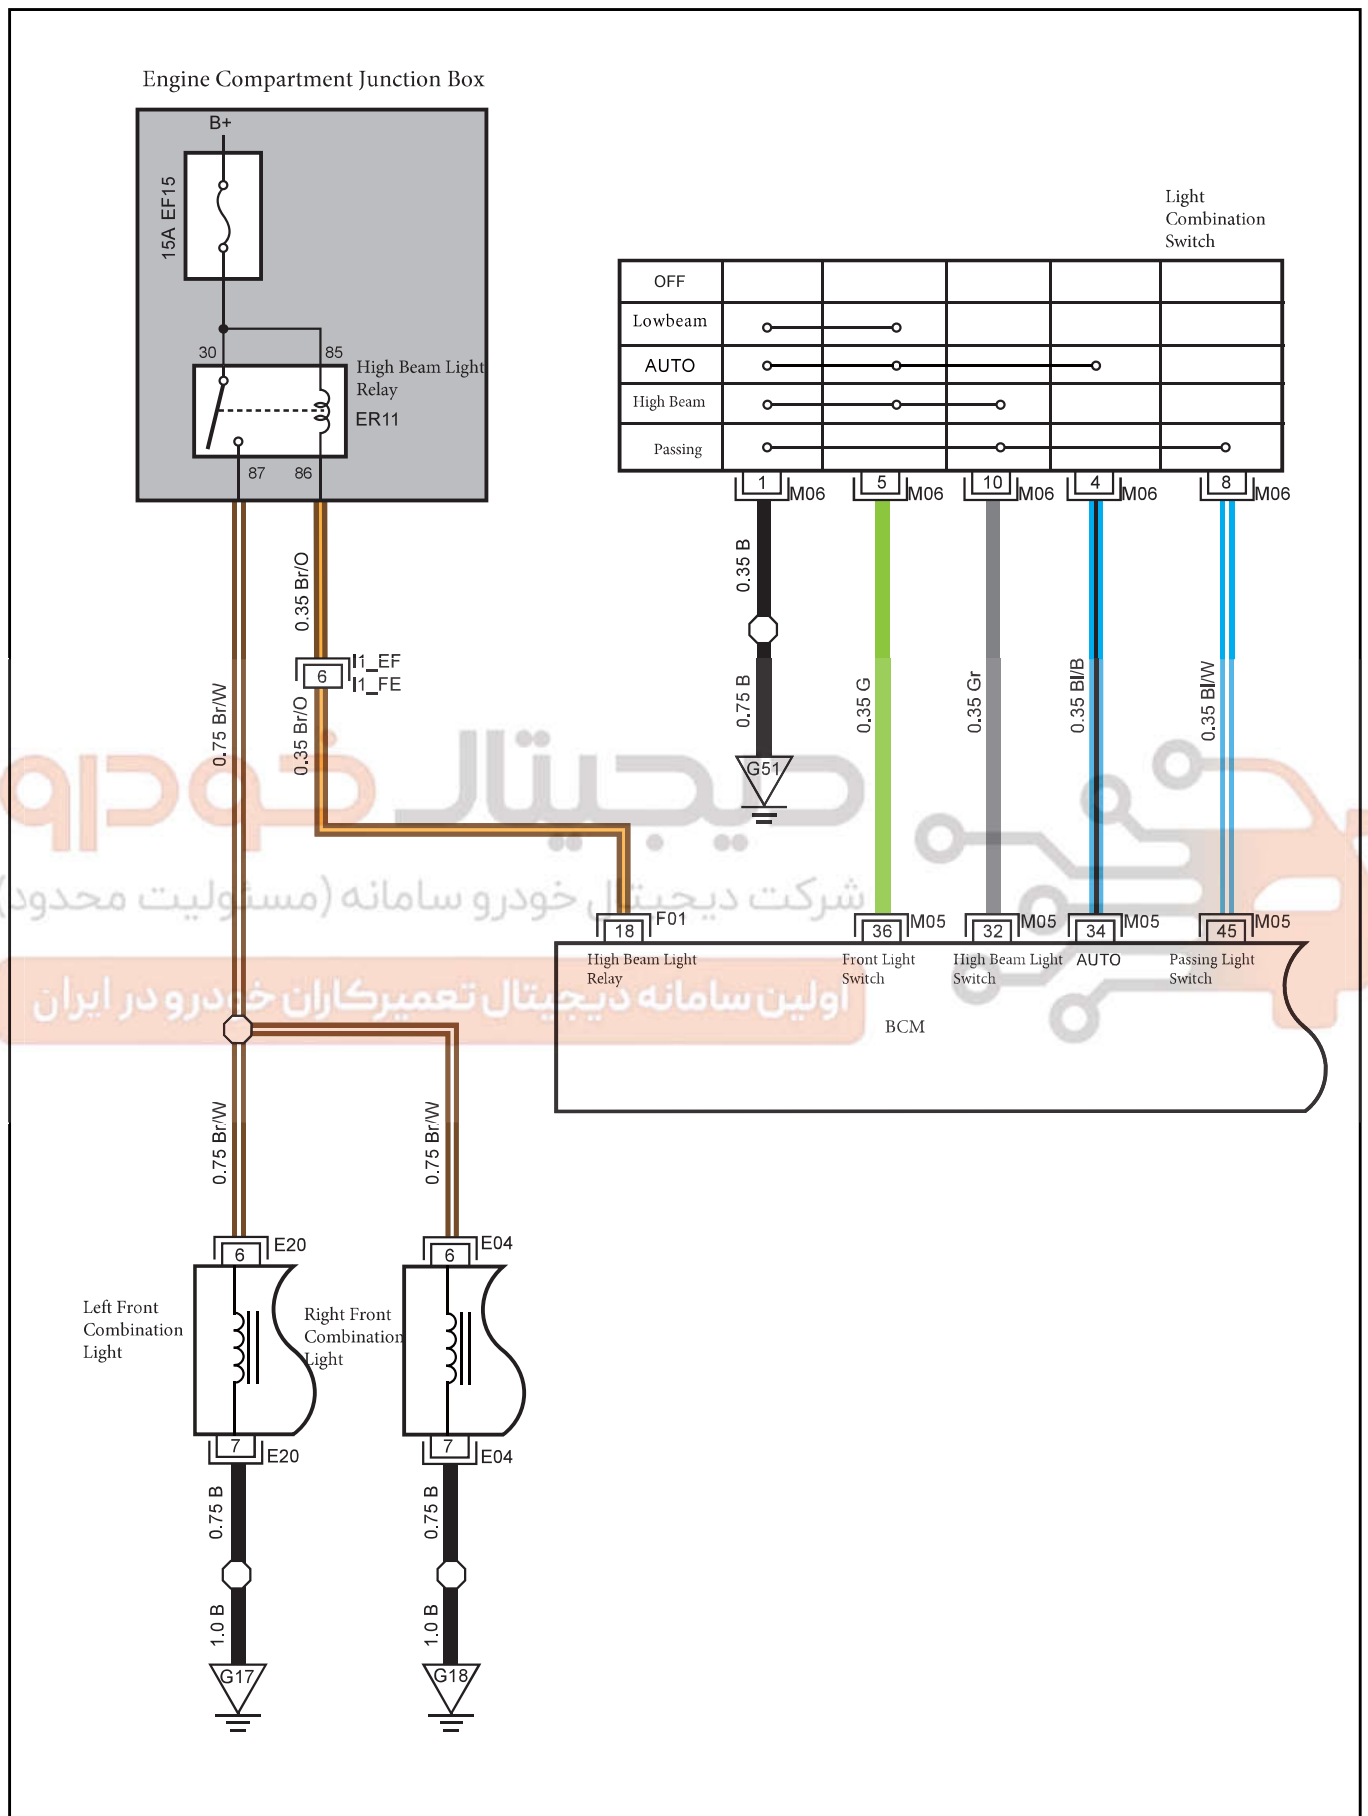 Engine Compartment Junction Box
B+
15A EF15
30
85
High Beam Light
Relay
ER11
87
86
Light
Combination
Switch
OFF
Lowbeam
AUTO
High Beam
Passing
1
M06
5
M06
10
M06
4
M06
8
M06
0.35 B
0.35 Br/O
6
I1_EF
I1_FE
0.75 Br/W
0.35 Br/O
0.75 B
0.35 G
0.35 Gr
0.35 Bl/B
0.35 Bl/W
G51
دیجیتال خودرو
شرکت دیجیتال خودرو سامانه (مسئولیت محدود)
اولین سامانه دیجیتال تعمیرکاران خودرو در ایران
18
F01
36
M05
32
M05
34
M05
45
M05
High Beam Light
Relay
Front Light
Switch
High Beam Light
Switch
AUTO
Passing Light
Switch
BCM
0.75 Br/W
0.75 Br/W
6
E20
6
E04
Left Front
Combination
Light
Right Front
Combination
Light
7
E20
7
E04
0.75 B
0.75 B
1.0 B
1.0 B
G17
G18